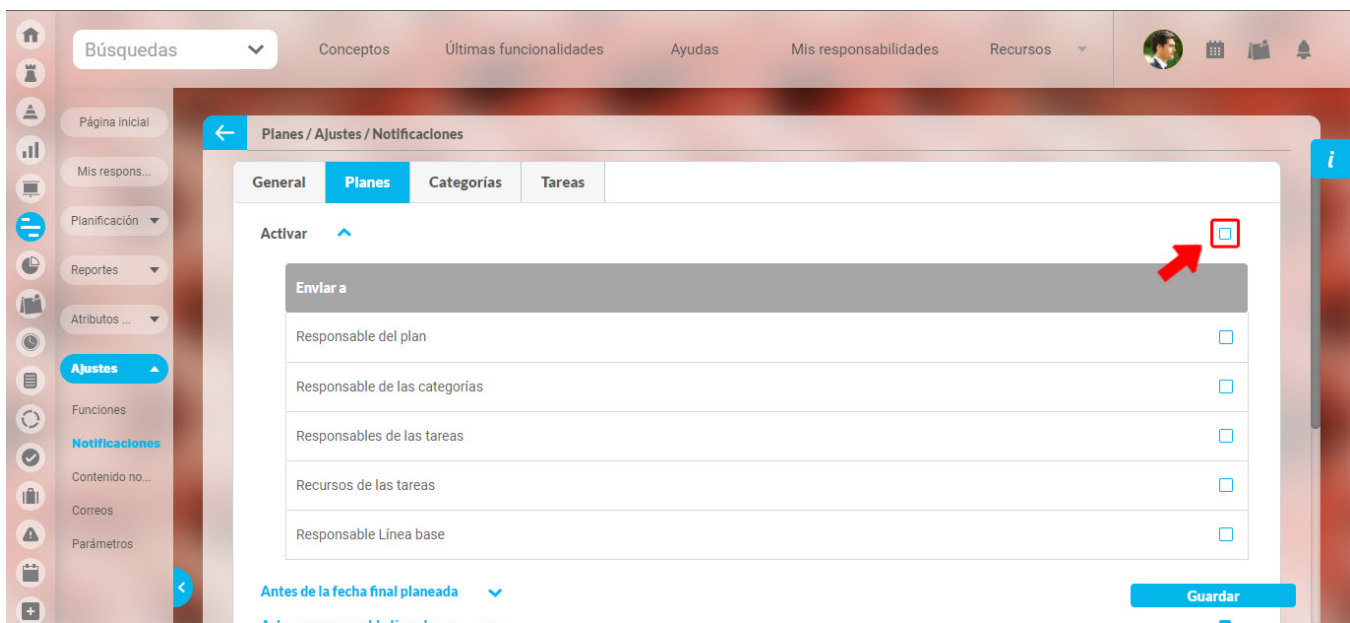 Búsquedas
Conceptos
Últimas funcionalidades
Ayudas
Mis responsabilidades
Recursos
Página inicial
Mis respons...
Planificación
Reportes
Atributos ...
Ajustes
Funciones
Notificaciones
Contenido no...
Correos
Parámetros
Planes / Ajustes / Notificaciones
i
General
Planes
Categorías
Tareas
Activar
Enviar a
Responsable del plan
Responsable de las categorías
Responsables de las tareas
Recursos de las tareas
Responsable Línea base
Antes de la fecha final planeada
Guardar